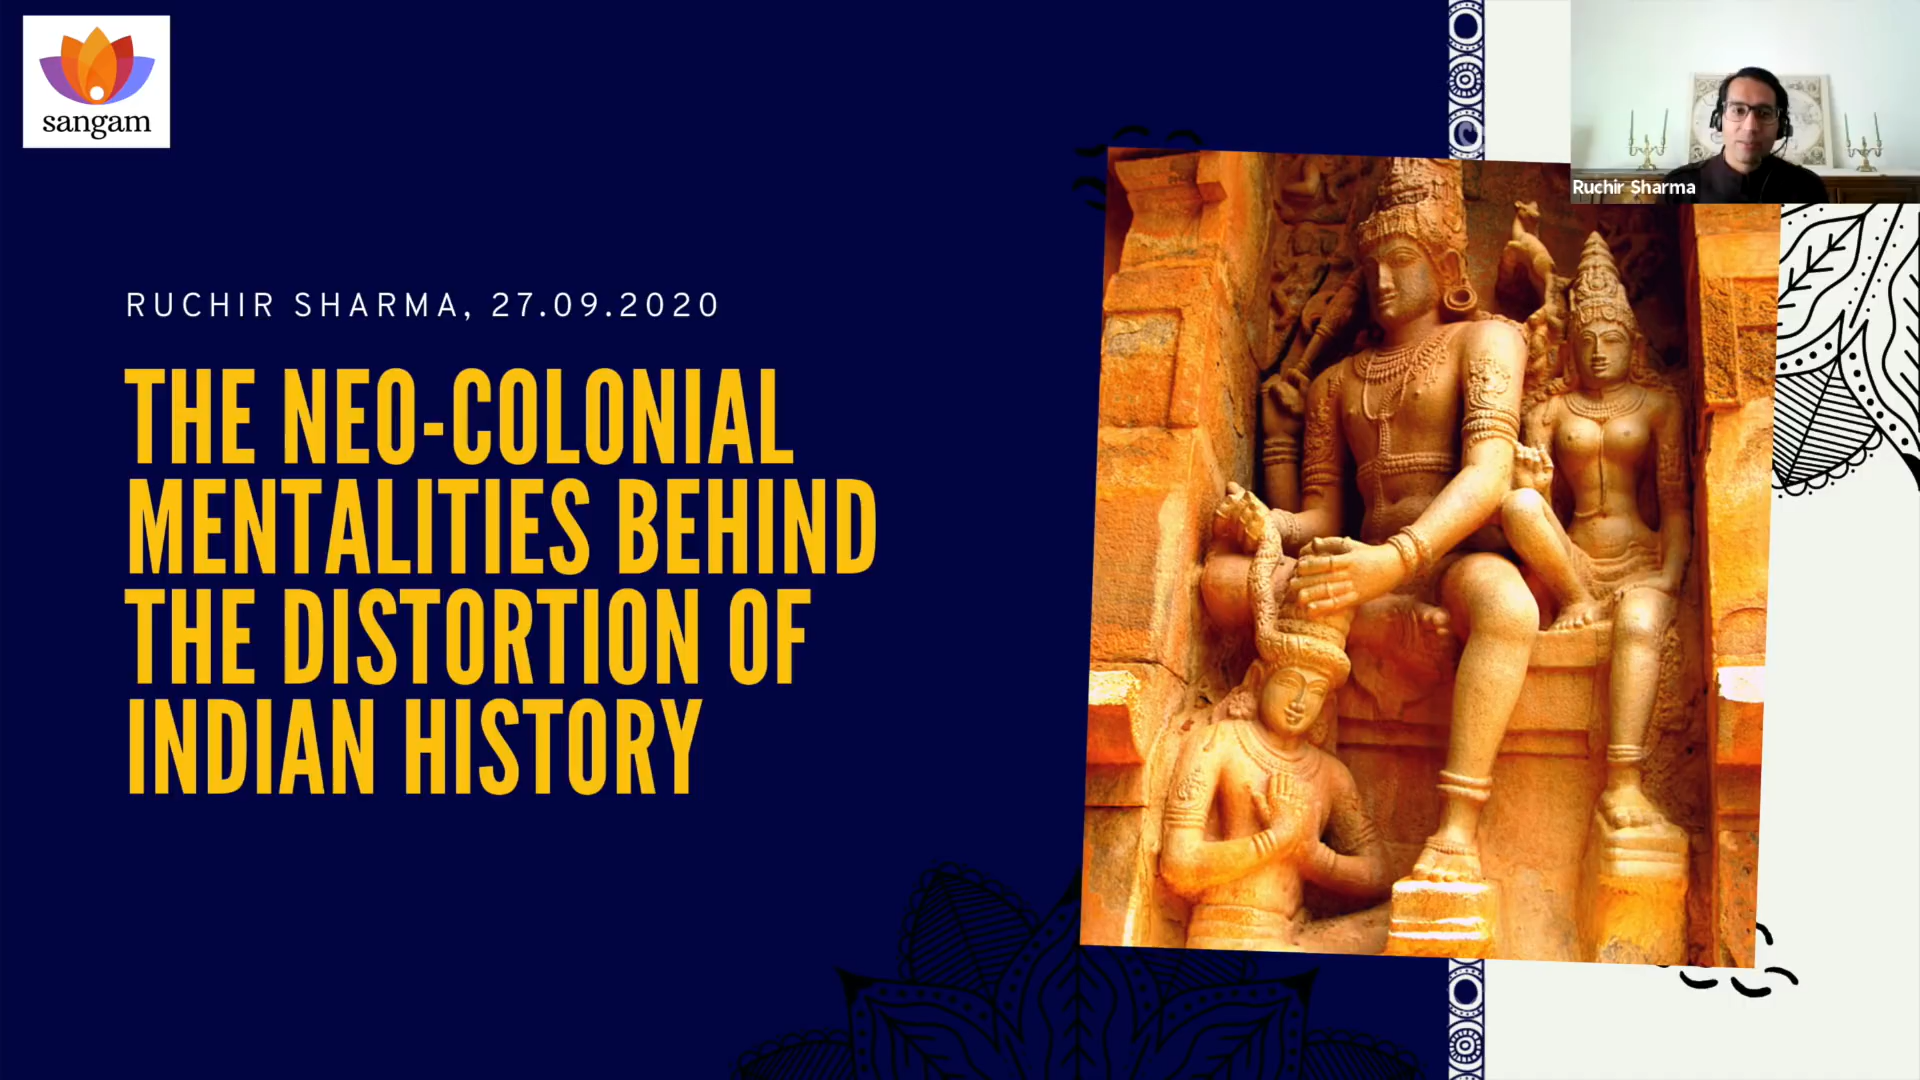 sangam
RUCHIR SHARMA, 27.09.2020
THE NEO-COLONIAL
MENTALITIES BEHIND
THE DISTORTION OF
INDIAN HISTORY
Ruchir Sharma